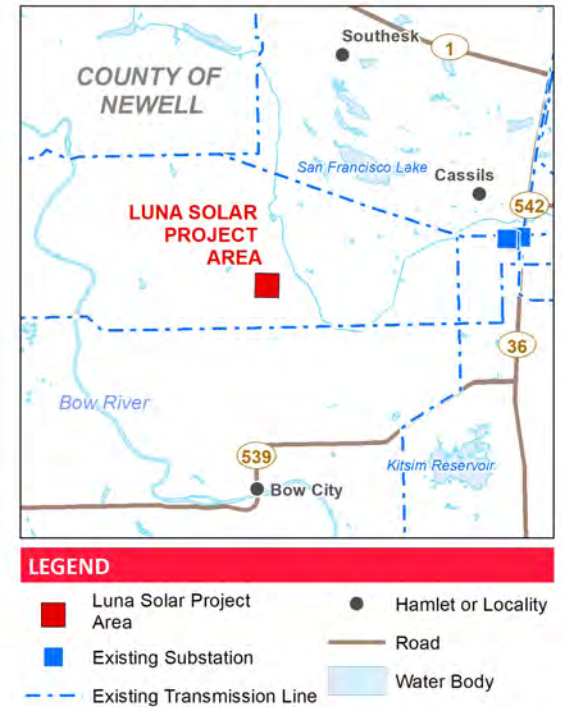 Southesk
1
COUNTY OF
NEWELL
San Francisco Lake
Cassils
542
LUNA SOLAR
PROJECT
AREA
36
Bow River
539
Kitsim Reservoir
Bow City
LEGEND
Luna Solar Project
Area
Existing Substation
Existing Transmission Line
Hamlet or Locality
Road
Water Body